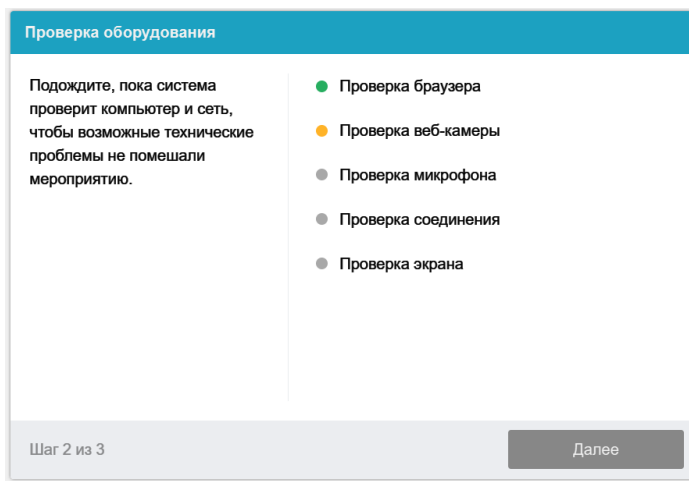 Проверка оборудования
Подождите, пока система
проверит компьютер и сеть,
чтобы возможные технические
проблемы не помешали
мероприятию.
Проверка браузера
Проверка веб-камеры
Проверка микрофона
Проверка соединения
Проверка экрана
Шаг 2 из 3
Далее